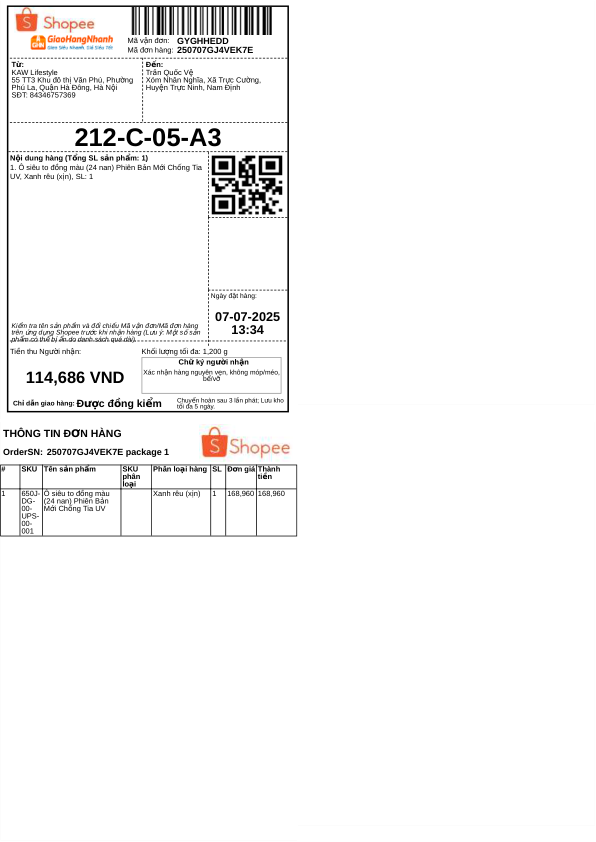 Shopee
GiaoHangNhanh
Giao Siêu Nhanh, Giá Siêu Tiết
Mã vận đơn: GYGHHEDD
Mã đơn hàng: 250707GJ4VEK7E
Từ:
KAW Lifestyle
55 TT3 Khu đô thị Văn Phú, Phường
Phú La, Quận Hà Đông, Hà Nội
SĐT: 84346757369
Đến:
Trần Quốc Vệ
Xóm Nhân Nghĩa, Xã Trực Cường,
Huyện Trực Ninh, Nam Định
212-C-05-A3
Nội dung hàng (Tổng SL sản phẩm: 1)
1. Ô siêu to đồng màu (24 nan) Phiên Bản Mới Chống Tia
UV, Xanh rêu (xịn), SL: 1
Kiểm tra tên sản phẩm và đối chiếu Mã vận đơn/Mã đơn hàng
trên ứng dụng Shopee trước khi nhận hàng (Lưu ý: Một số sản
phẩm có thể bị ẩn do danh sách quá dài)
Ngày đặt hàng:
07-07-2025
13:34
Tiền thu Người nhận:
114,686 VND
Khối lượng tối đa: 1,200 g
Chữ ký người nhận
Xác nhận hàng nguyên vẹn, không móp/méo,
bể/vỡ
Chỉ dẫn giao hàng: Được đồng kiểm
Chuyển hoàn sau 3 lần phát; Lưu kho
tối đa 5 ngày.
THÔNG TIN ĐƠN HÀNG
Shopee
OrderSN: 250707GJ4VEK7E package 1
# SKU Tên sản phẩm SKU phân loại Phân loại hàng SL Đơn giá Thành tiền
1 650J-DG-00-UPS-00-001 Ô siêu to đồng màu (24 nan) Phiên Bản Mới Chống Tia UV Xanh rêu (xịn) 1 168,960 168,960